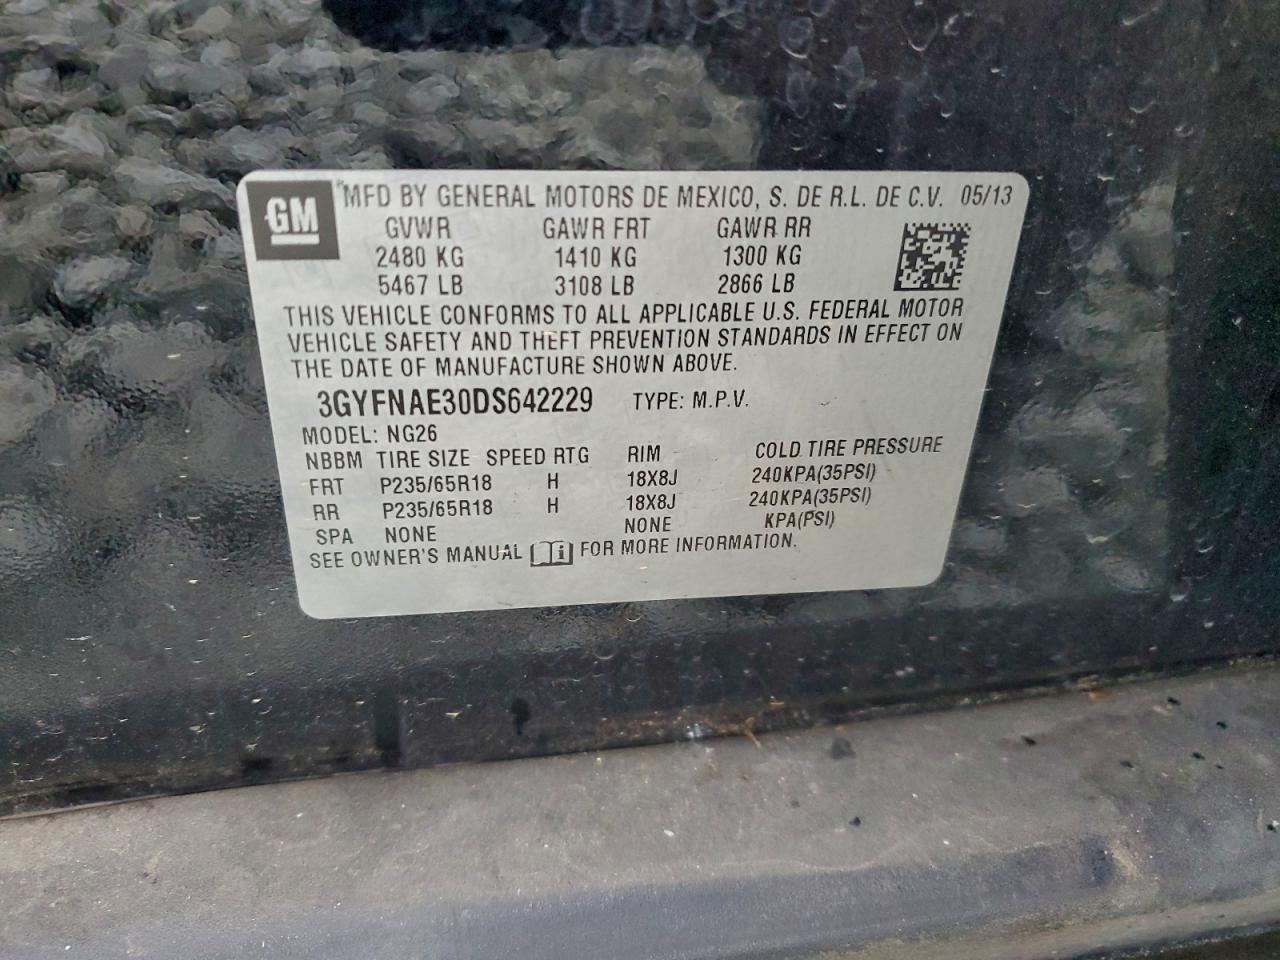 GM MFD BY GENERAL MOTORS DE MEXICO, S. DE R.L. DE C.V. 05/13
GVWR GAWR FRT GAWR RR
2480 KG 1410 KG 1300 KG
5467 LB 3108 LB 2866 LB
THIS VEHICLE CONFORMS TO ALL APPLICABLE U.S. FEDERAL MOTOR
VEHICLE SAFETY AND THEFT PREVENTION STANDARDS IN EFFECT ON
THE DATE OF MANUFACTURE SHOWN ABOVE.
3GYFNAE30DS642229 TYPE: M.P.V.
MODEL: NG26
NBBM TIRE SIZE SPEED RTG RIM COLD TIRE PRESSURE
FRT P235/65R18 H 18X8J 240KPA(35PSI)
RR P235/65R18 H 18X8J 240KPA(35PSI)
SPA NONE NONE KPA(PSI)
SEE OWNER'S MANUAL FOR MORE INFORMATION.